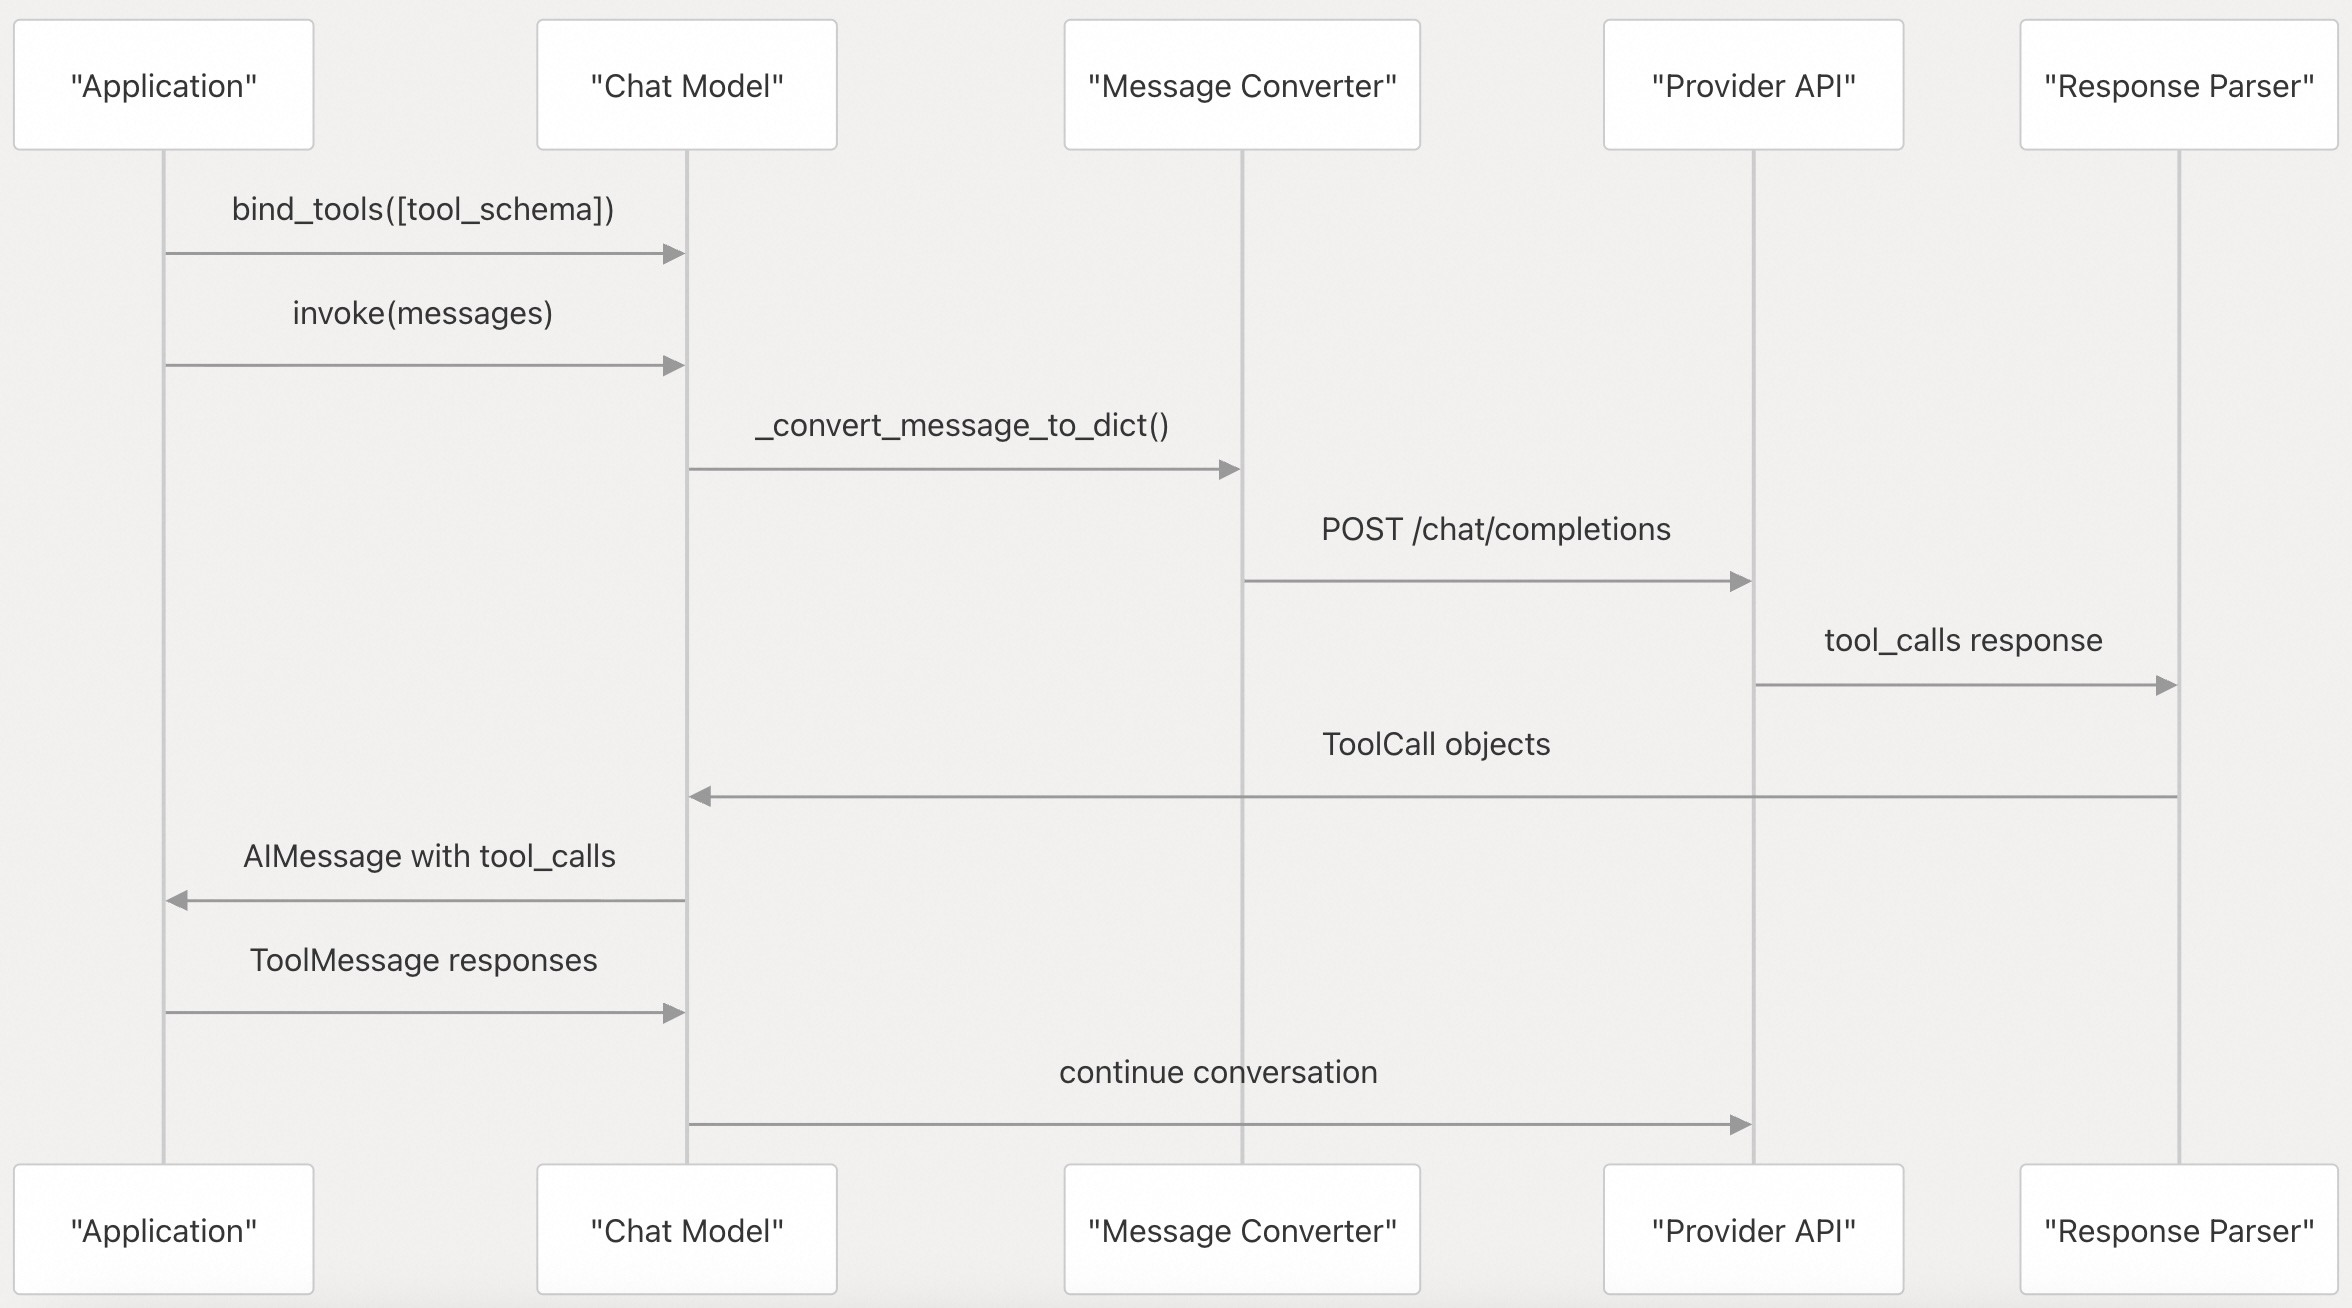 "Application"
"Chat Model"
"Message Converter"
"Provider API"
"Response Parser"
bind_tools([tool_schema])
invoke(messages)
_convert_message_to_dict()
POST /chat/completions
tool_calls response
ToolCall objects
AIMessage with tool_calls
ToolMessage responses
continue conversation
"Application"
"Chat Model"
"Message Converter"
"Provider API"
"Response Parser"